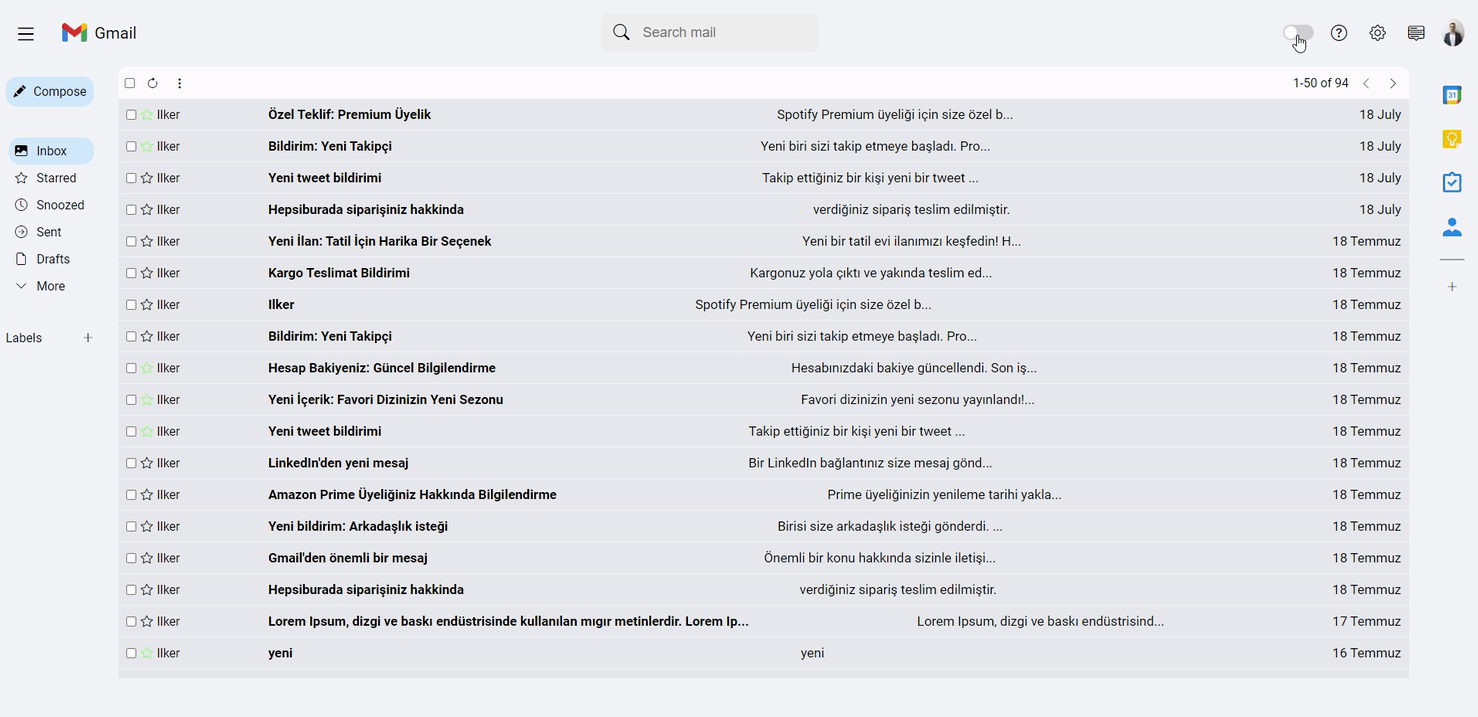 Gmail
Search mail
Compose
1-50 of 94
31
Inbox
Starred
Snoozed
Sent
Drafts
More
Labels
Ilker Özel Teklif: Premium Üyelik Spotify Premium üyeliği için size özel b... 18 July
Ilker Bildirim: Yeni Takipçi Yeni biri sizi takip etmeye başladı. Pro... 18 July
Ilker Yeni tweet bildirimi Takip ettiğiniz bir kişi yeni bir tweet ... 18 July
Ilker Hepsiburada siparişiniz hakkında verdiğiniz sipariş teslim edilmiştir. 18 July
Ilker Yeni İlan: Tatil İçin Harika Bir Seçenek Yeni bir tatil evi ilanımızı keşfedin! H... 18 Temmuz
Ilker Kargo Teslimat Bildirimi Kargonuz yola çıktı ve yakında teslim ed... 18 Temmuz
Ilker Ilker Spotify Premium üyeliği için size özel b... 18 Temmuz
Ilker Bildirim: Yeni Takipçi Yeni biri sizi takip etmeye başladı. Pro... 18 Temmuz
Ilker Hesap Bakiyeniz: Güncel Bilgilendirme Hesabınızdaki bakiye güncellendi. Son iş... 18 Temmuz
Ilker Yeni İçerik: Favori Dizinizin Yeni Sezonu Favori dizinizin yeni sezonu yayınlandı!... 18 Temmuz
Ilker Yeni tweet bildirimi Takip ettiğiniz bir kişi yeni bir tweet ... 18 Temmuz
Ilker LinkedIn'den yeni mesaj Bir LinkedIn bağlantınız size mesaj gönd... 18 Temmuz
Ilker Amazon Prime Üyeliğiniz Hakkında Bilgilendirme Prime üyeliğinizin yenileme tarihi yakla... 18 Temmuz
Ilker Yeni bildirim: Arkadaşlık isteği Birisi size arkadaşlık isteği gönderdi. ... 18 Temmuz
Ilker Gmail'den önemli bir mesaj Önemli bir konu hakkında sizinle iletişi... 18 Temmuz
Ilker Hepsiburada siparişiniz hakkında verdiğiniz sipariş teslim edilmiştir. 18 Temmuz
Ilker Lorem Ipsum, dizgi ve baskı endüstrisinde kullanılan mıgır metinlerdir. Lorem Ip... Lorem Ipsum, dizgi ve baskı endüstrisind... 17 Temmuz
Ilker yeni yeni 16 Temmuz